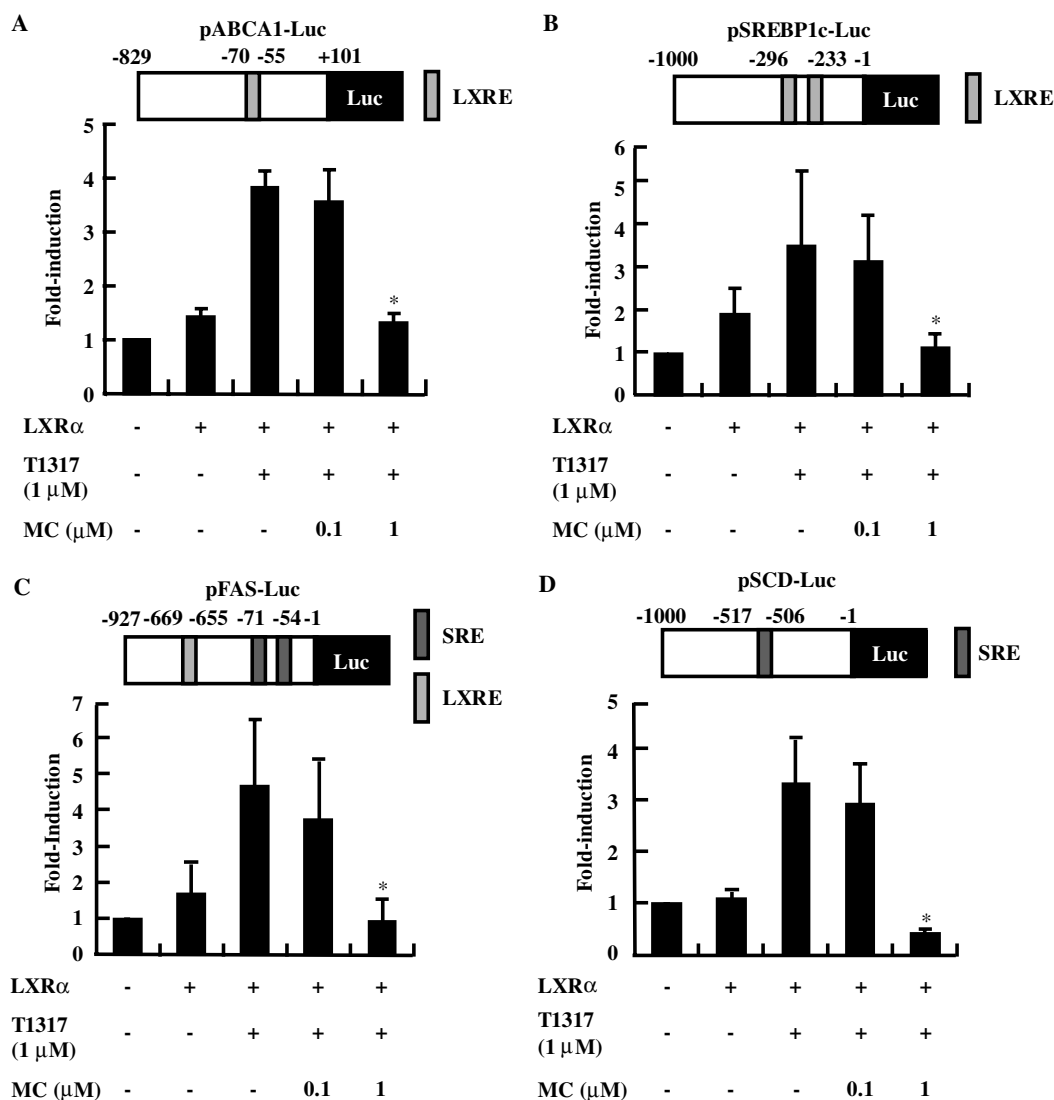 A
pABCA1-Luc
-829 -70 -55 +101
Luc
LXRE
Fold-induction
5
4
3
2
1
0
*
LXRα - + + + +
T1317 - - + + +
(1 μM)
MC (μM) - - - 0.1 1
B
pSREBP1c-Luc
-1000 -296 -233 -1
Luc
LXRE
Fold-induction
6
5
4
3
2
1
0
*
LXRα - + + + +
T1317 - - + + +
(1 μM)
MC (μM) - - - 0.1 1
C
pFAS-Luc
-927 -669 -655 -71 -54 -1
Luc
SRE
LXRE
Fold-Induction
7
6
5
4
3
2
1
0
*
LXRα - + + + +
T1317 - - + + +
(1 μM)
MC (μM) - - - 0.1 1
D
pSCD-Luc
-1000 -517 -506 -1
Luc
SRE
Fold-induction
5
4
3
2
1
0
*
LXRα - + + + +
T1317 - - + + +
(1 μM)
MC (μM) - - - 0.1 1